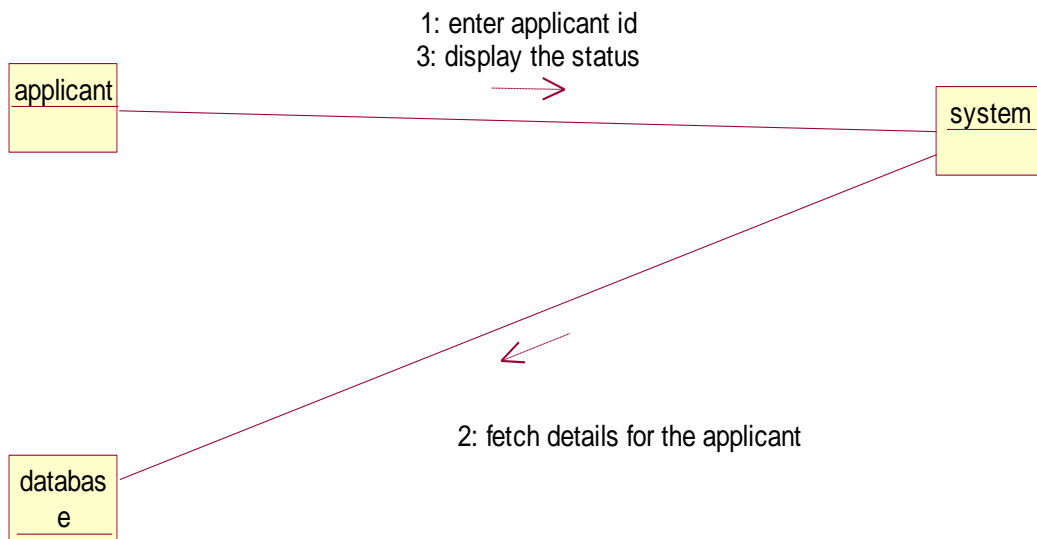 1: enter applicant id
3: display the status
applicant
system
2: fetch details for the applicant
databas
e